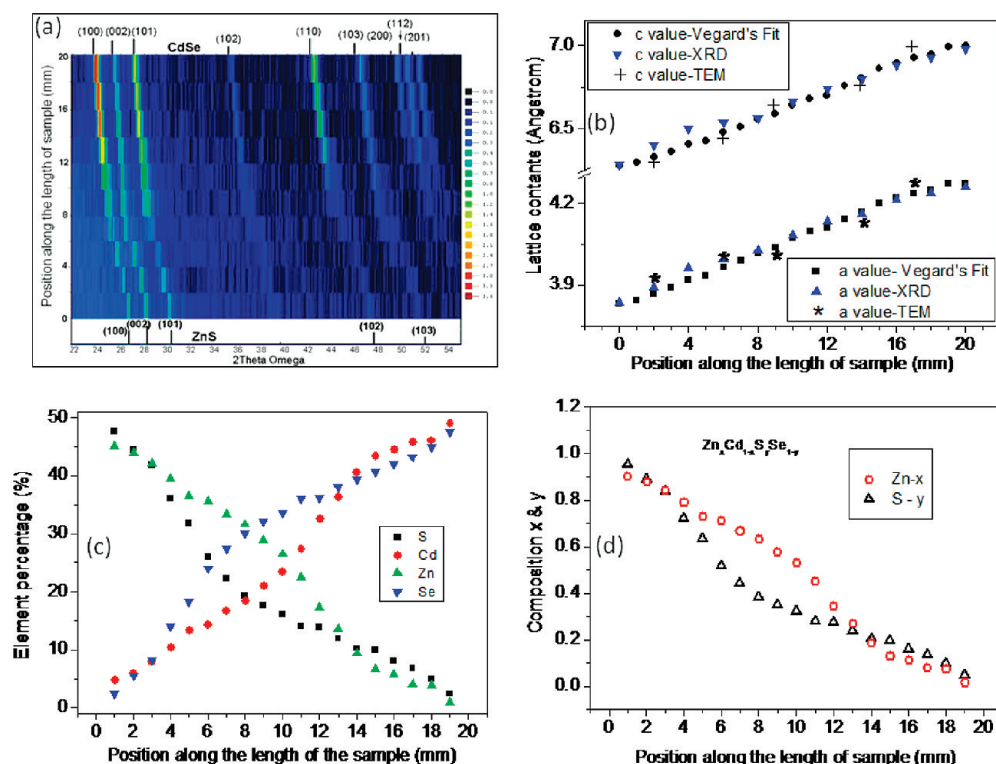 (a)
(100) (002) (101) CdSe (102) (110) (103) (200) (112) (201)
Position along the length of sample (mm)
20
16
12
8
4
0
(100) (002) (101) ZnS (102) (103)
22 24 26 27 28 30 32 34 36 38 40 42 44 46 48 50 52 54
2Theta Omega
(b)
c value-Vegard's Fit
c value-XRD
c value-TEM
Lattice contants (Angstrom)
7.0
6.5
4.2
3.9
a value- Vegard's Fit
a value-XRD
a value-TEM
0 2 4 6 8 10 12 14 16 18 20
Position along the length of sample (mm)
(c)
Element percentage (%)
50
40
30
20
10
0
S
Cd
Zn
Se
0 2 4 6 8 10 12 14 16 18 20
Position along the length of the sample (mm)
(d)
Composition x & y
1.2
1.0
0.8
0.6
0.4
0.2
0.0
ZnxCd1-xSySe1-y
Zn-x
S - y
0 2 4 6 8 10 12 14 16 18 20
Position along the length of sample (mm)